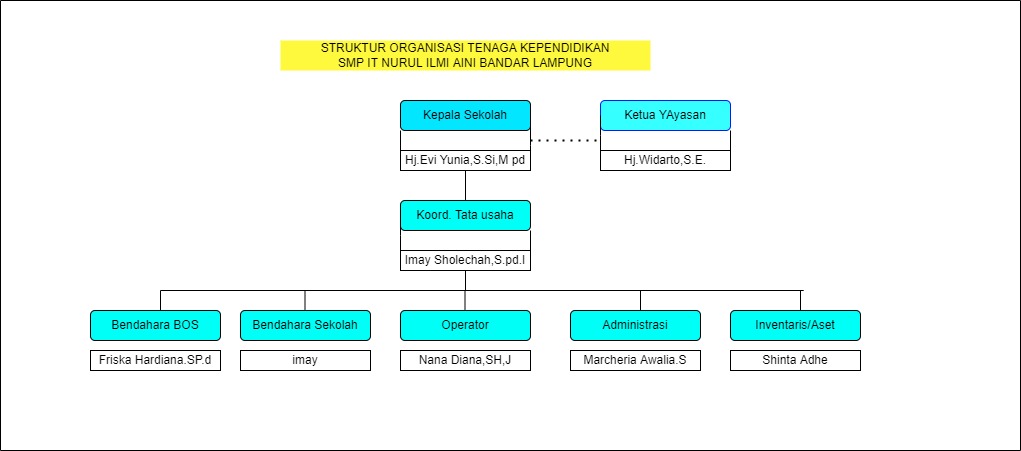 STRUKTUR ORGANISASI TENAGA KEPENDIDIKAN
SMP IT NURUL ILMI AINI BANDAR LAMPUNG
Kepala Sekolah
Ketua YAyasan
Hj.Evi Yunia,S.Si,M pd
Hj.Widarto,S.E.
Koord. Tata usaha
Imay Sholechah,S.pd.I
Bendahara BOS
Bendahara Sekolah
Operator
Administrasi
Inventaris/Aset
Friska Hardiana.SP.d
imay
Nana Diana,SH,J
Marcheria Awalia.S
Shinta Adhe